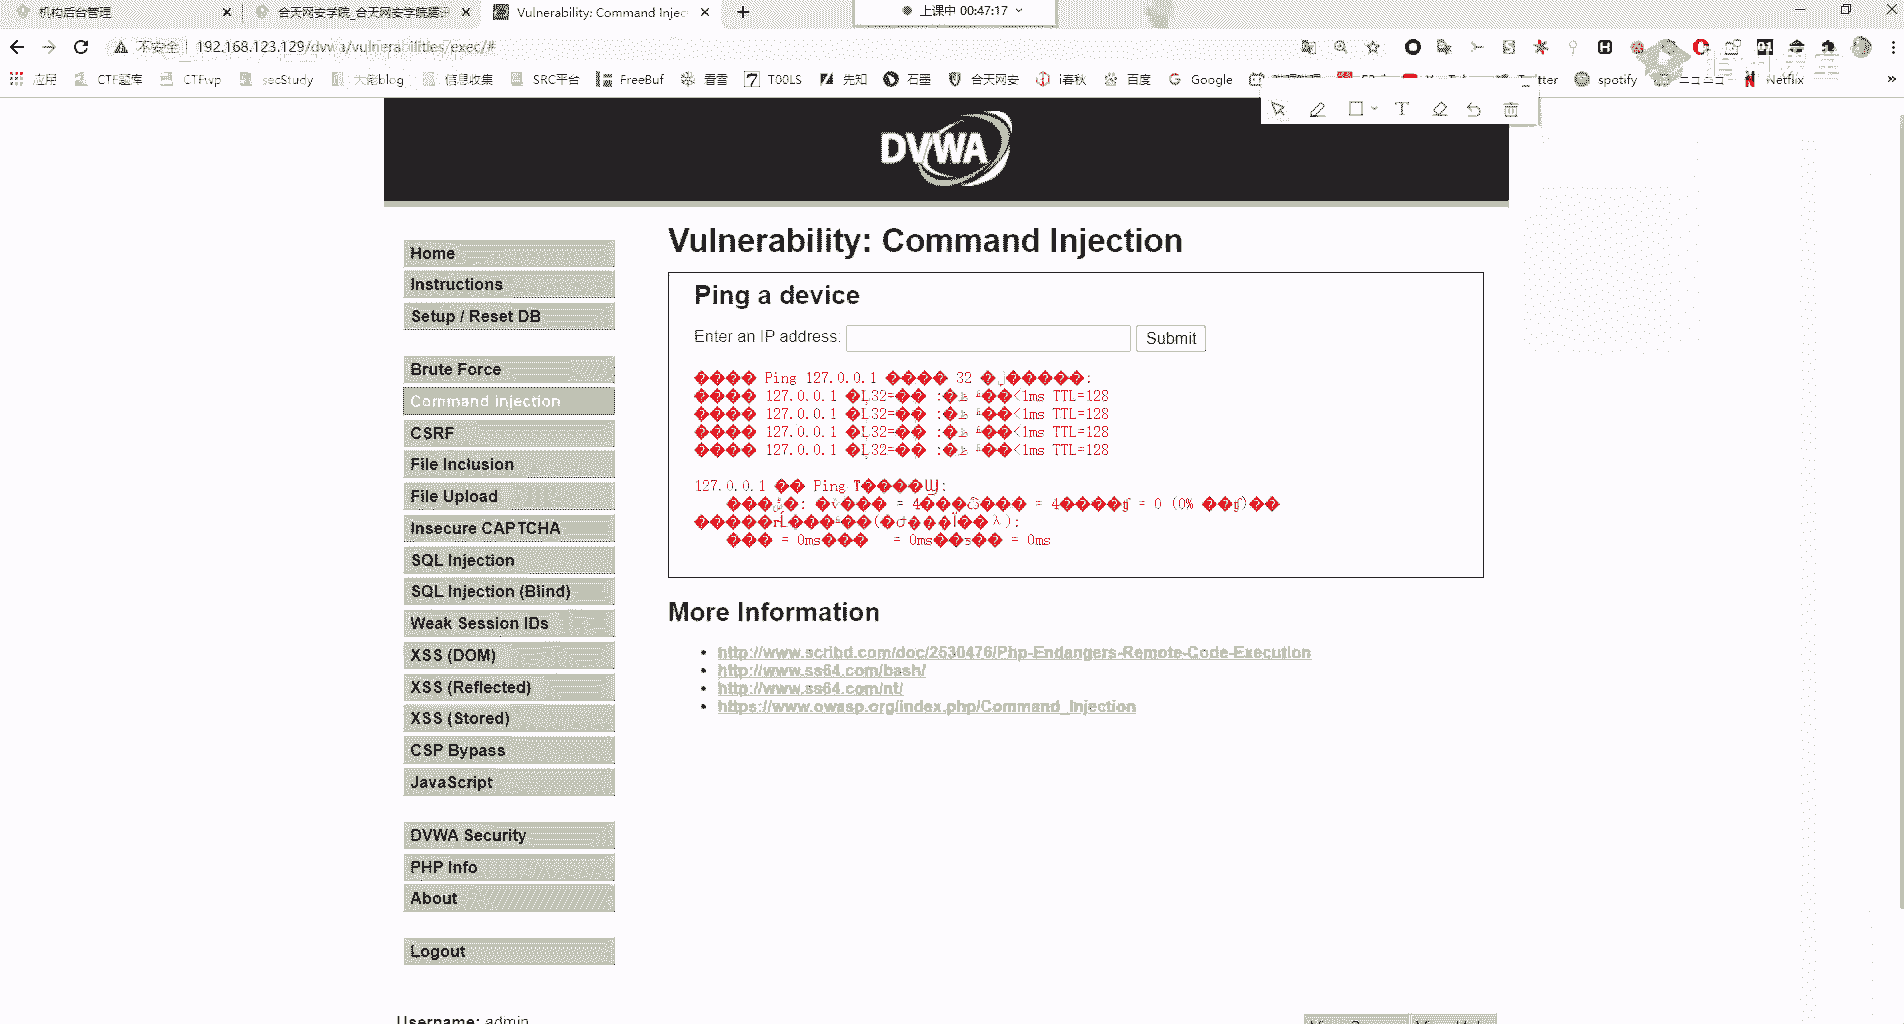 机构后台管理
合天网安学院_合天网安学院腾讯
Vulnerability: Command Injec
上课中 00:47:17
不安全
192.168.123.129/dvwa/vulnerabilities/exec/#
应用
CTF题库
CTFwp
secStudy
大佬blog
信息收集
SRC平台
FreeBuf
看雪
T00LS
先知
石墨
合天网安
i春秋
百度
Google
spotify
ニコニコ
Netflix
DVWA
Home
Instructions
Setup / Reset DB
Brute Force
Command Injection
CSRF
File Inclusion
File Upload
Insecure CAPTCHA
SQL Injection
SQL Injection (Blind)
Weak Session IDs
XSS (DOM)
XSS (Reflected)
XSS (Stored)
CSP Bypass
JavaScript
DVWA Security
PHP Info
About
Logout
Username: admin
Vulnerability: Command Injection
Ping a device
Enter an IP address:
Submit
Ping 127.0.0.1 32
127.0.0.1 32= <1ms TTL=128
127.0.0.1 32= <1ms TTL=128
127.0.0.1 32= <1ms TTL=128
127.0.0.1 32= <1ms TTL=128
127.0.0.1 Ping
= 4 = 4 = 0 (0%
= 0ms = 0ms = 0ms
More Information
http://www.scribd.com/doc/2530476/Php-Endangers-Remote-Code-Execution
http://www.ss64.com/bash/
http://www.ss64.com/nt/
https://www.owasp.org/index.php/Command_Injection